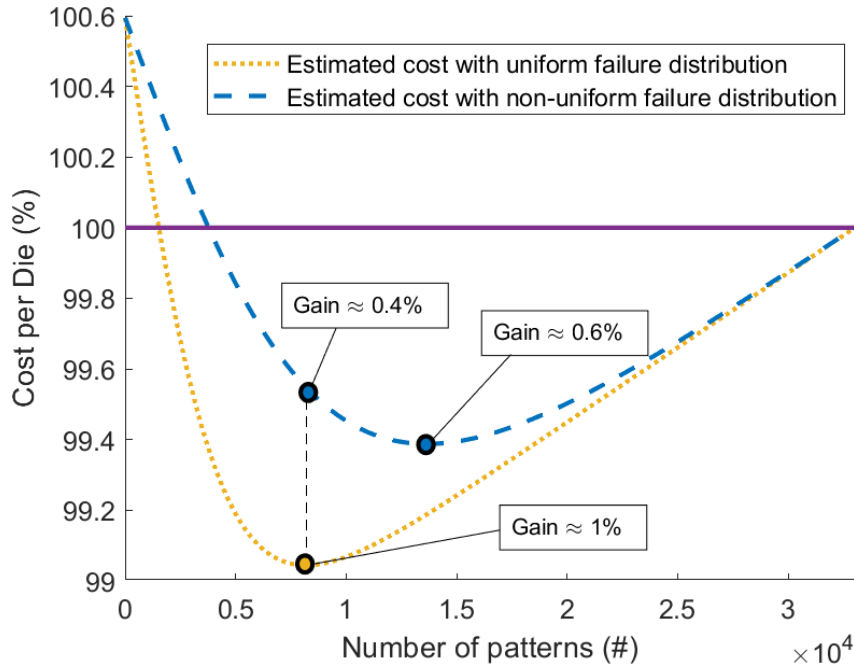 100.6
100.4
100.2
100
99.8
99.6
99.4
99.2
99
Cost per Die (%)
Estimated cost with uniform failure distribution
Estimated cost with non-uniform failure distribution
Gain ≈ 0.4%
Gain ≈ 0.6%
Gain ≈ 1%
0 0.5 1 1.5 2 2.5 3
Number of patterns (#)
×10⁴